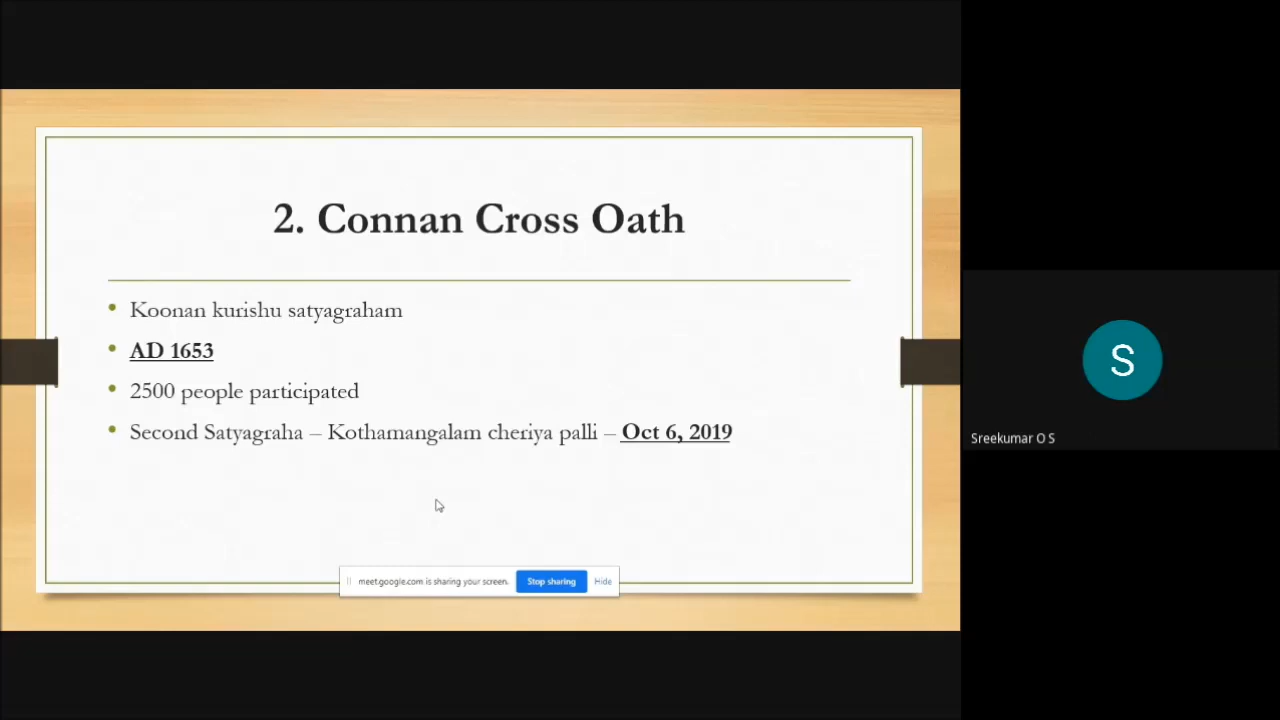 2. Connan Cross Oath
Koonan kurishu satyagraham
AD 1653
2500 people participated
Second Satyagraha – Kothamangalam cheriya palli – Oct 6, 2019
meet.google.com is sharing your screen. Stop sharing Hide
S
Sreekumar O S